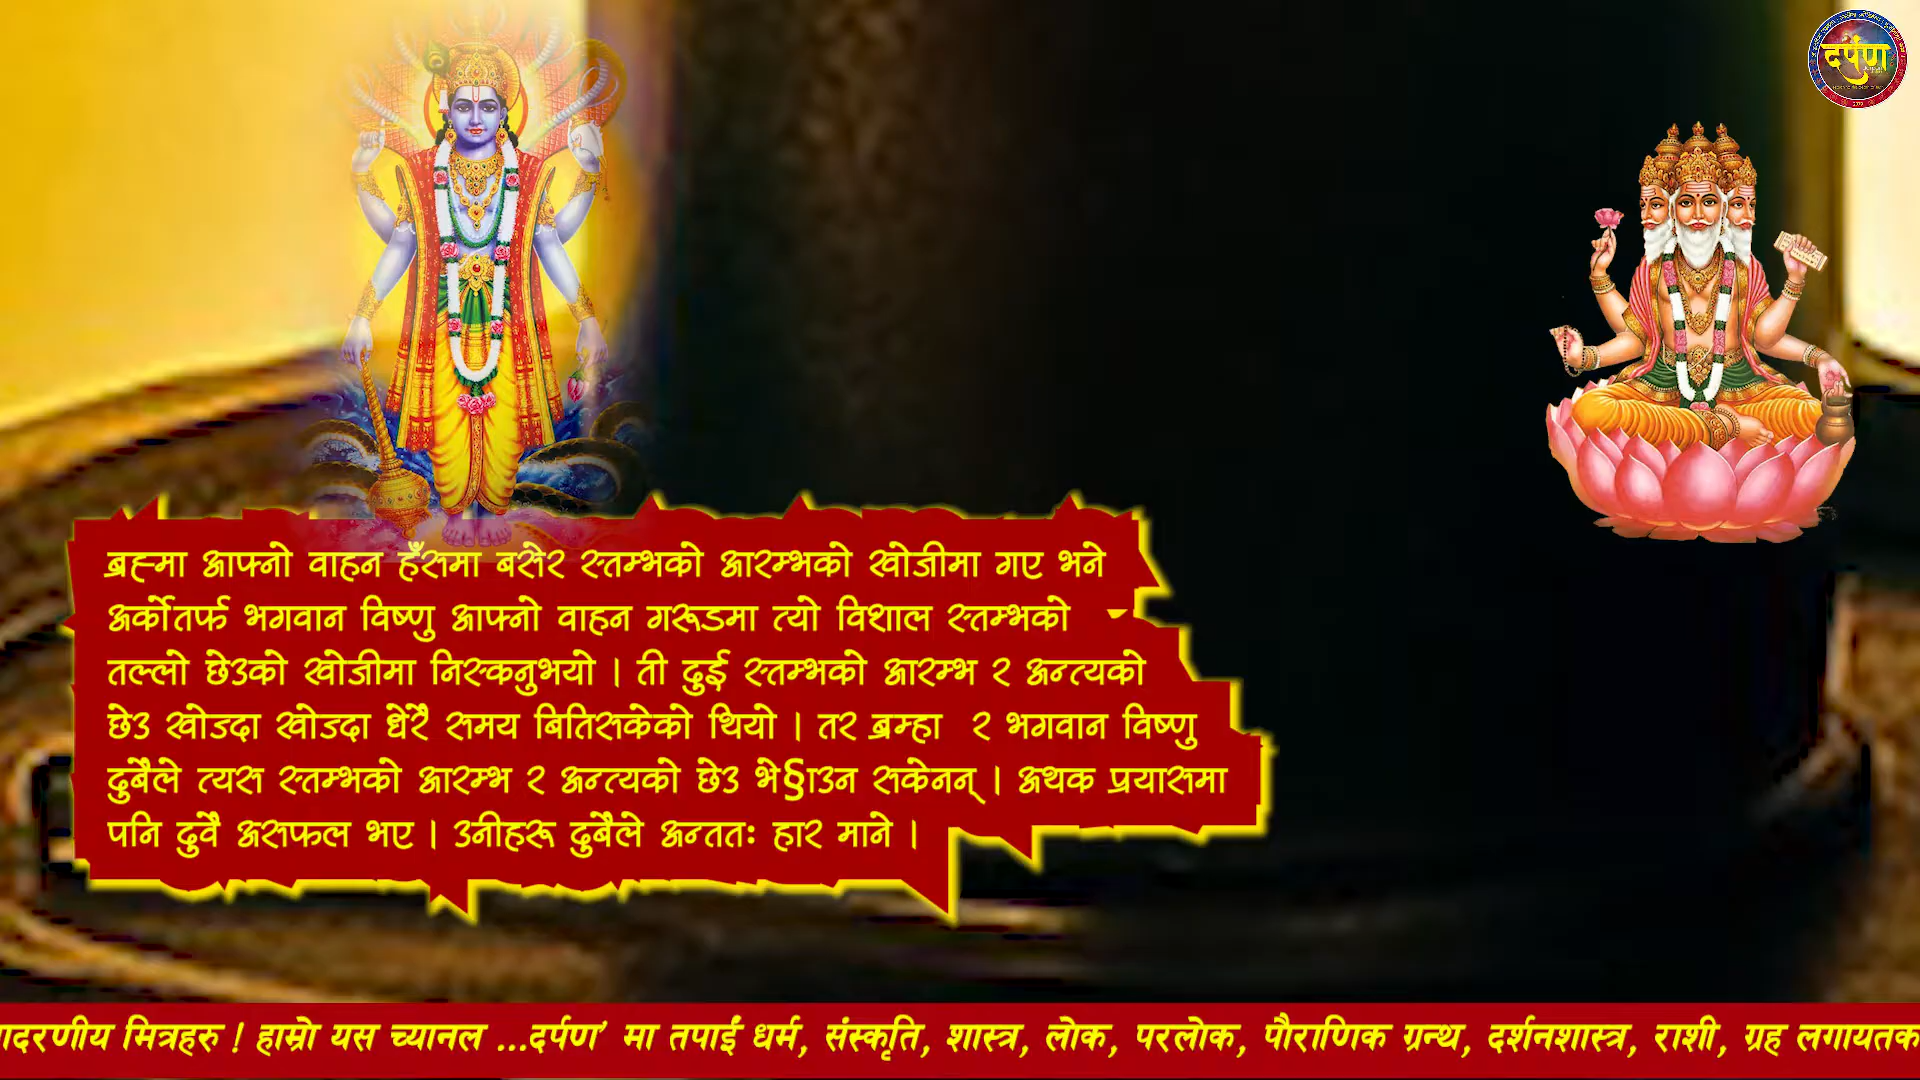 दर्पण
ब्रह्मा आफ्नो वाहन हँसमा बसेर स्तम्भको आरम्भको खोजीमा गए भने
अर्कोतर्फ भगवान विष्णु आफ्नो वाहन गरूडमा त्यो विशाल स्तम्भको
तल्लो छेउको खोजीमा निस्कनुभयो । ती दुई स्तम्भको आरम्भ र अन्त्यको
छेउ खोज्दा खोज्दा धेरै समय बितिसकेको थियो । तर ब्रम्हा र भगवान विष्णु
दुबैले त्यस स्तम्भको आरम्भ र अन्त्यको छेउ भे§ाउन सकेनन् । अथक प्रयासमा
पनि दुवै असफल भए । उनीहरू दुबैले अन्ततः हार माने ।
ादरणीय मित्रहरु ! हाम्रो यस च्यानल ...दर्पण’ मा तपाईं धर्म, संस्कृति, शास्त्र, लोक, परलोक, पौराणिक ग्रन्थ, दर्शनशास्त्र, राशी, ग्रह लगायतक